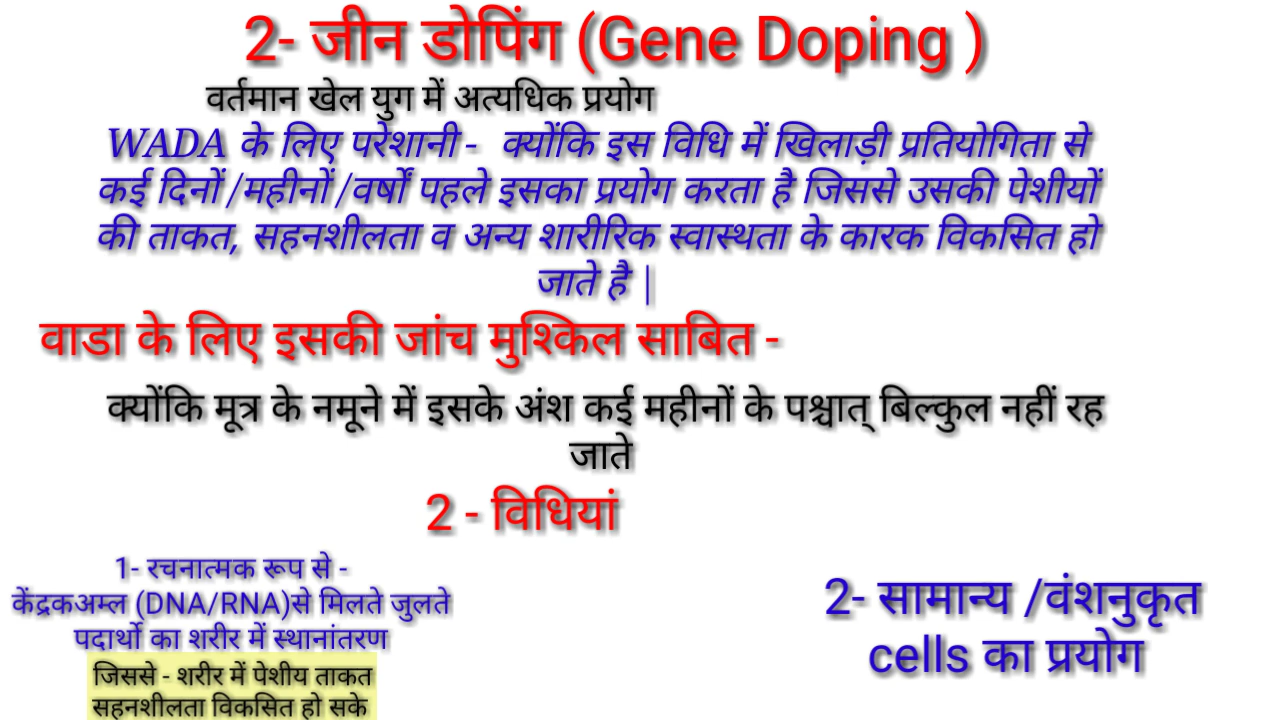 2- जीन डोपिंग (Gene Doping )
वर्तमान खेल युग में अत्यधिक प्रयोग
WADA के लिए परेशानी - क्योंकि इस विधि में खिलाड़ी प्रतियोगिता से
कई दिनों /महीनों /वर्षों पहले इसका प्रयोग करता है जिससे उसकी पेशीयों
की ताकत, सहनशीलता व अन्य शारीरिक स्वास्थता के कारक विकसित हो
जाते है |
वाडा के लिए इसकी जांच मुश्किल साबित -
क्योंकि मूत्र के नमूने में इसके अंश कई महीनों के पश्चात् बिल्कुल नहीं रह
जाते
2 - विधियां
1- रचनात्मक रूप से -
केंद्रकअम्ल (DNA/RNA)से मिलते जुलते
पदार्थो का शरीर में स्थानांतरण
जिससे - शरीर में पेशीय ताकत
सहनशीलता विकसित हो सके
2- सामान्य /वंशनुकृत
cells का प्रयोग